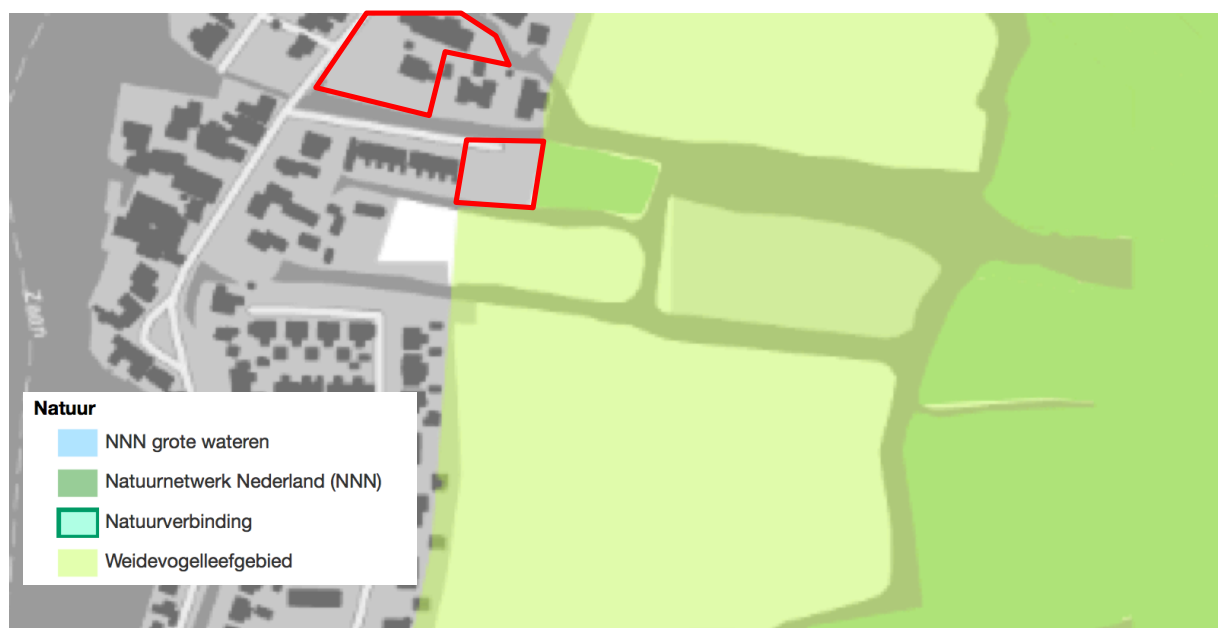 Zaan
Natuur
NNN grote wateren
Natuurnetwerk Nederland (NNN)
Natuurverbinding
Weidevogelleefgebied